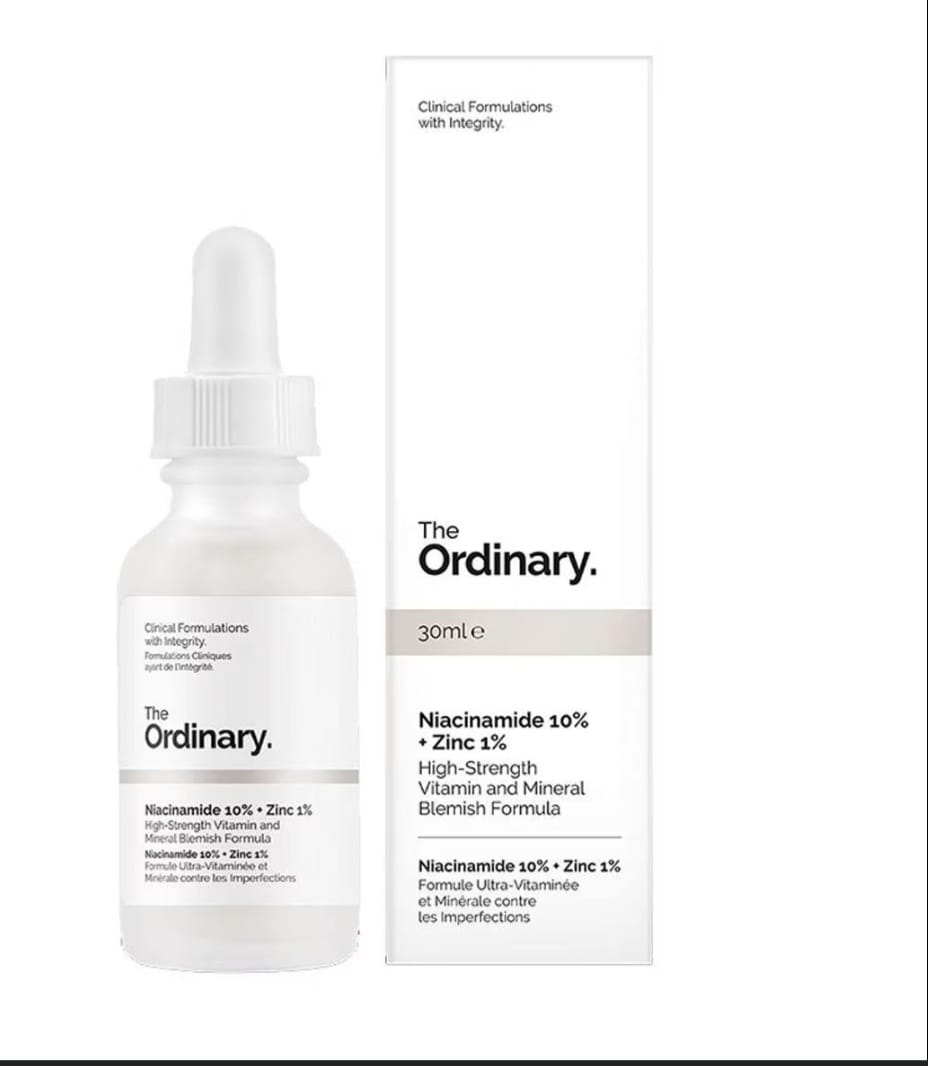 Clinical Formulations
with Integrity.
Formulations Cliniques
ayant de l'intégrité.
The
Ordinary.
Niacinamide 10% + Zinc 1%
High-Strength Vitamin and
Mineral Blemish Formula
Niacinamide 10% + Zinc 1%
Formule Ultra-Vitaminée et
Minérale contre les Imperfections
Clinical Formulations
with Integrity.
The
Ordinary.
30ml e
Niacinamide 10%
+ Zinc 1%
High-Strength
Vitamin and Mineral
Blemish Formula
Niacinamide 10% + Zinc 1%
Formule Ultra-Vitaminée
et Minérale contre
les Imperfections